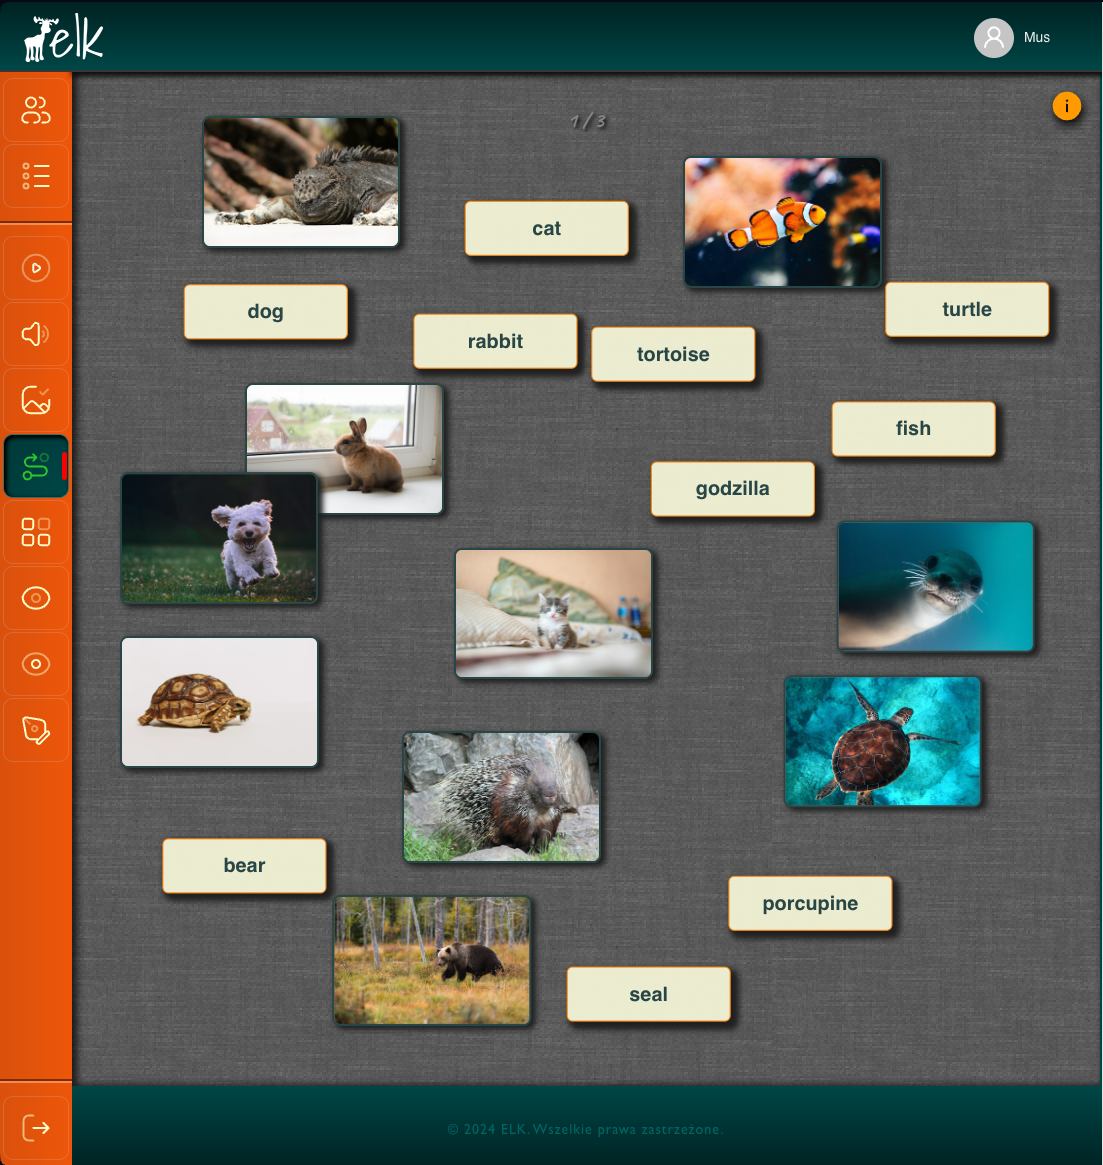 elk
Mus
1/3
i
cat
dog
turtle
rabbit
tortoise
fish
godzilla
bear
porcupine
seal
© 2024 ELK. Wszelkie prawa zastrzeżone.